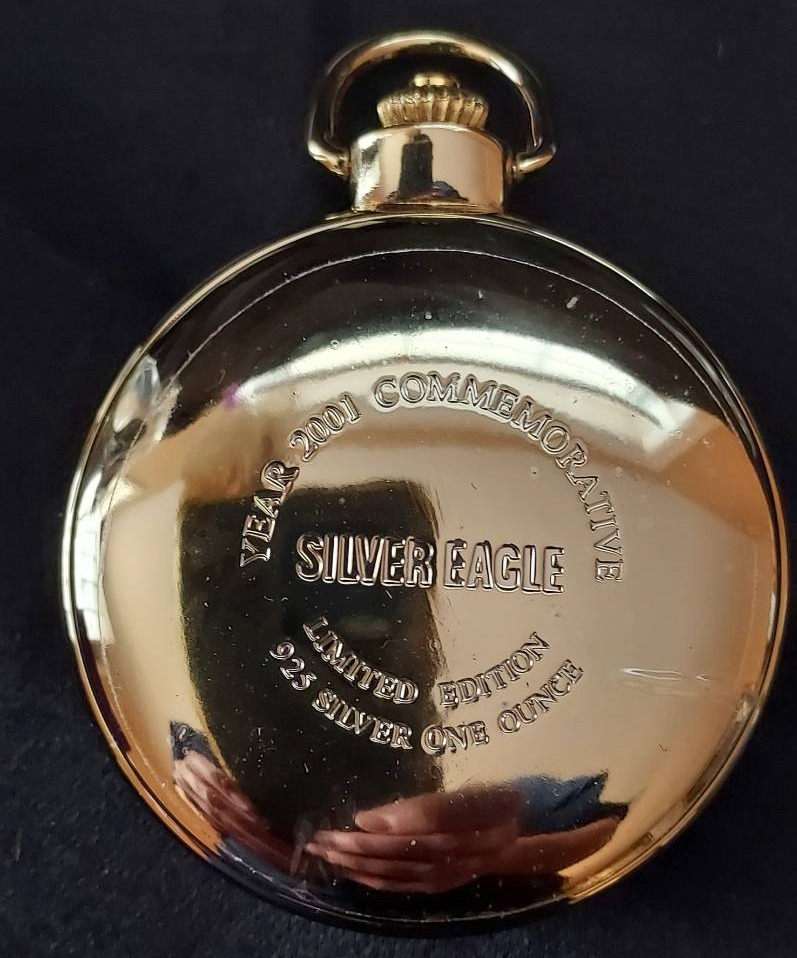 YEAR 2001 COMMEMORATIVE
SILVER EAGLE
LIMITED EDITION
925 SILVER ONE OUNCE